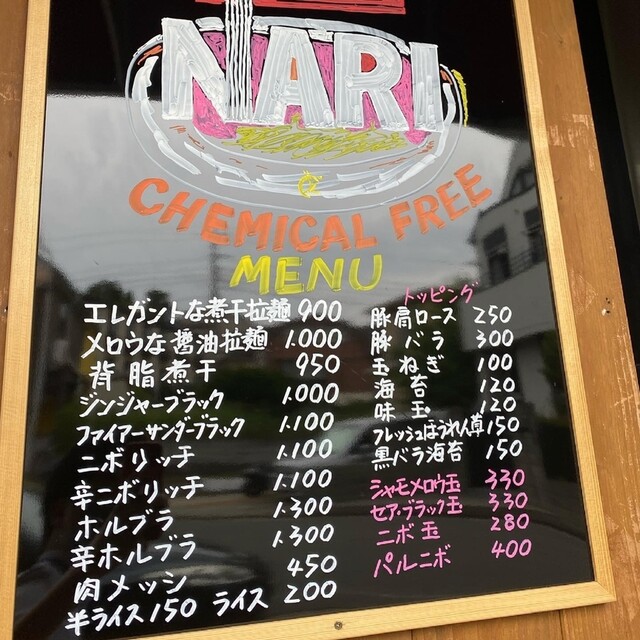 NARI
CHEMICAL FREE
MENU
エレガントな煮干拉麺 900
メロウな醤油拉麺 1.000
背脂煮干 950
ジンジャーブラック 1.000
ファイアーサンダーブラック 1.100
ニボリッチ 1.100
辛ニボリッチ 1.100
ホルブラ 1.300
辛ホルブラ 1.300
肉メッシ 450
半ライス 150 ライス 200
トッピング
豚肩ロース 250
豚バラ 300
玉ねぎ 100
海苔 120
味玉 120
フレッシュほうれん草 150
黒バラ海苔 150
シャモメロウ玉 330
セア・ブラック玉 330
ニボ玉 280
パルニボ 400